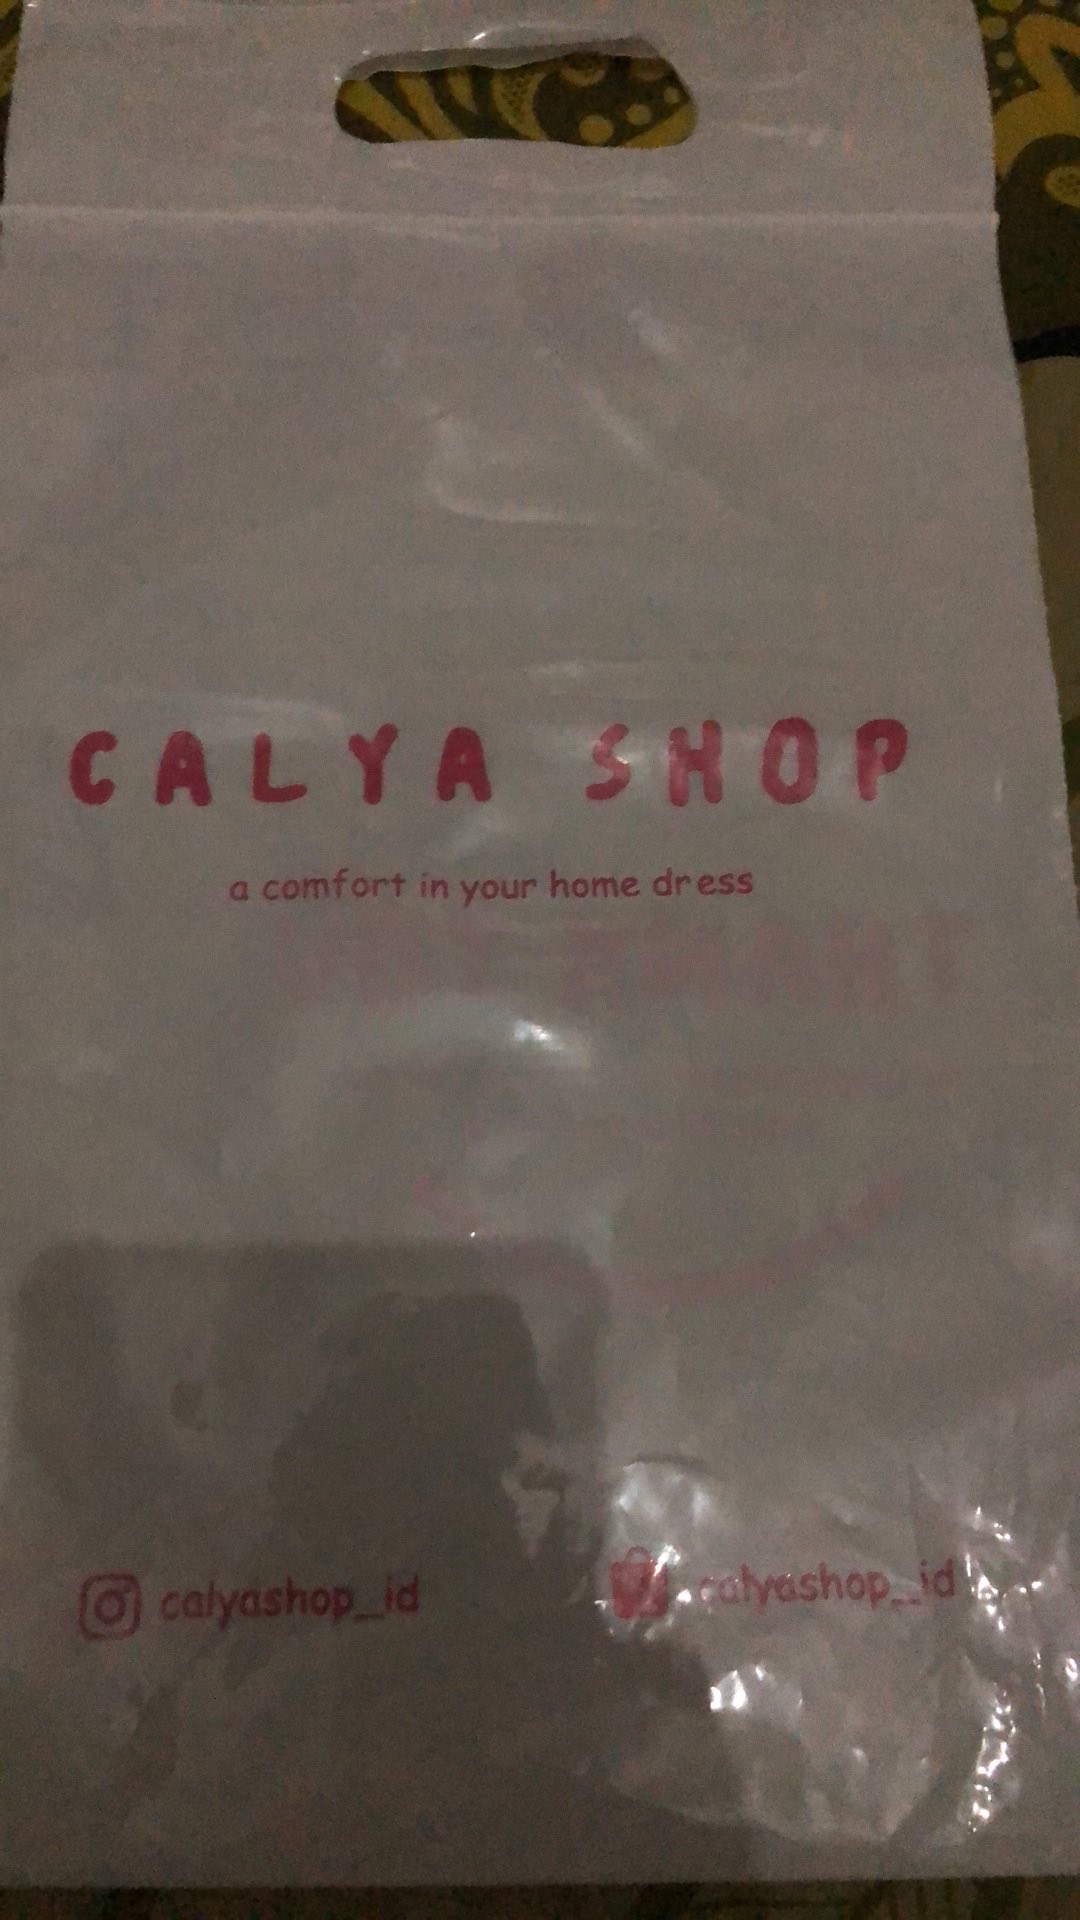 CALYA SHOP
a comfort in your home dress
calyashop_id calyashop_id